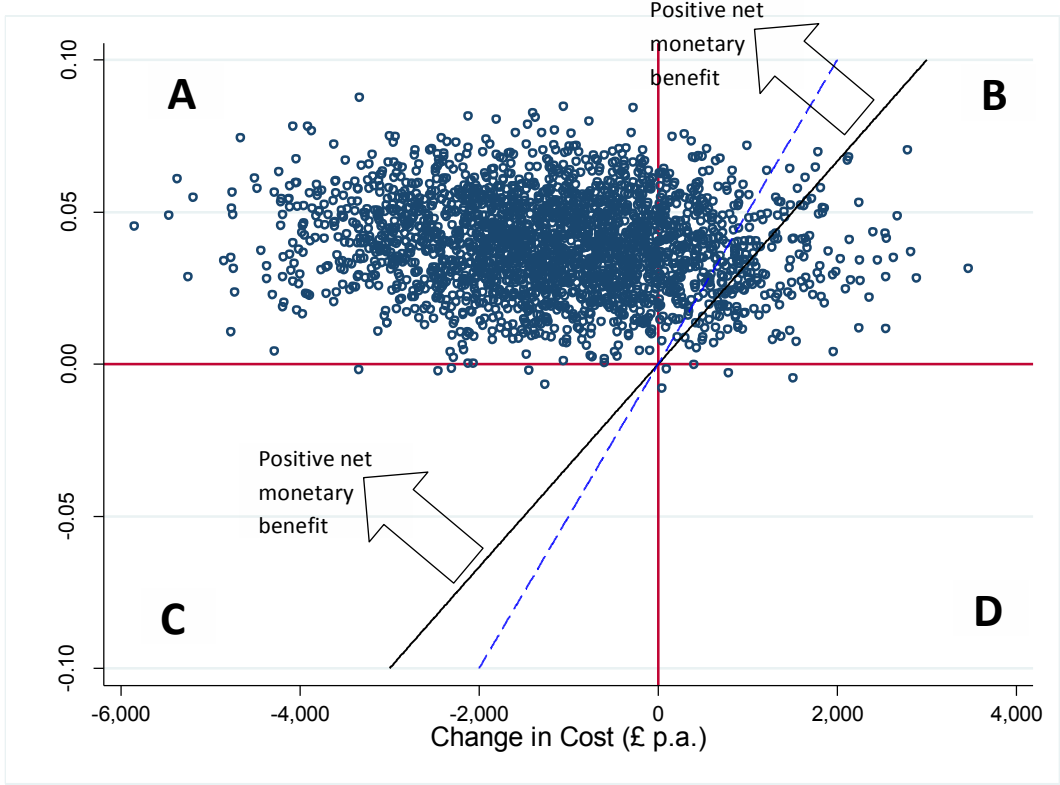 Positive net
monetary
benefit
A
B
0.10
0.05
0.00
-0.05
-0.10
Positive net
monetary
benefit
C
D
-6,000
-4,000
-2,000
0
2,000
4,000
Change in Cost (£ p.a.)